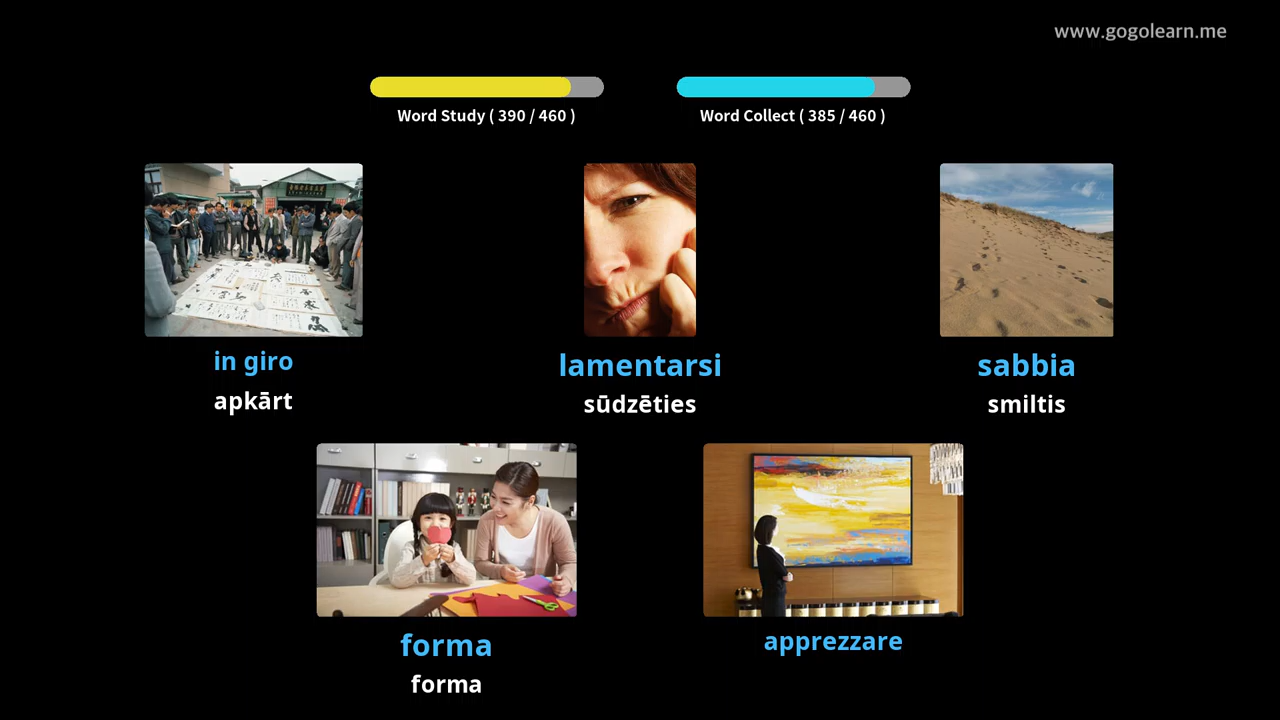 www.gogolearn.me
Word Study ( 390 / 460 )
Word Collect ( 385 / 460 )
in giro
apkārt
lamentarsi
sūdzēties
sabbia
smiltis
forma
forma
apprezzare